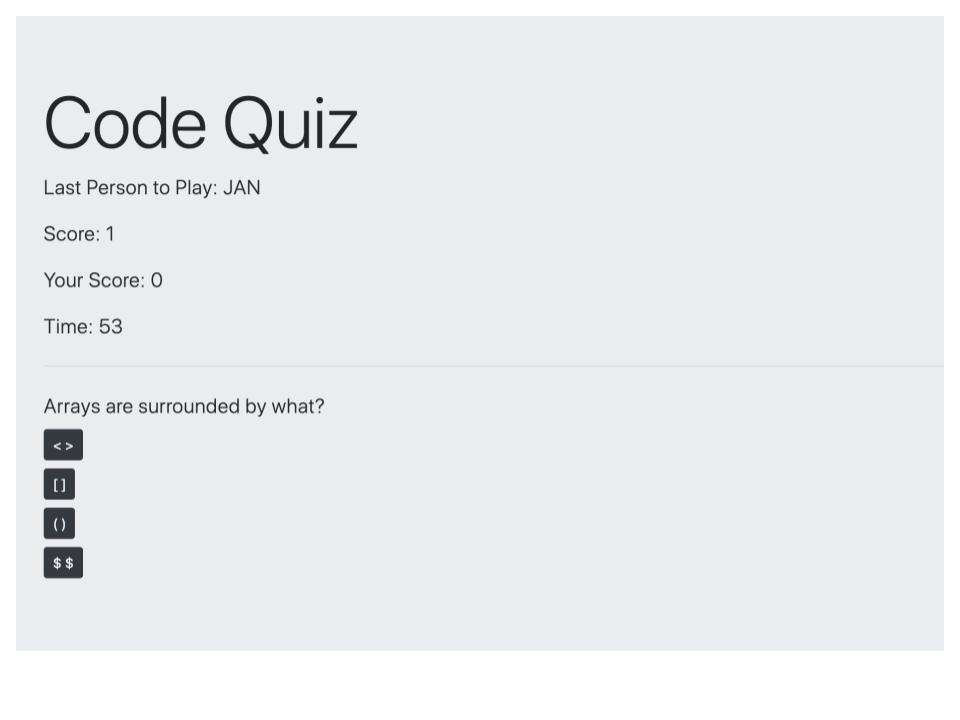 Code Quiz
Last Person to Play: JAN
Score: 1
Your Score: 0
Time: 53
Arrays are surrounded by what?
< >
[ ]
( )
$ $